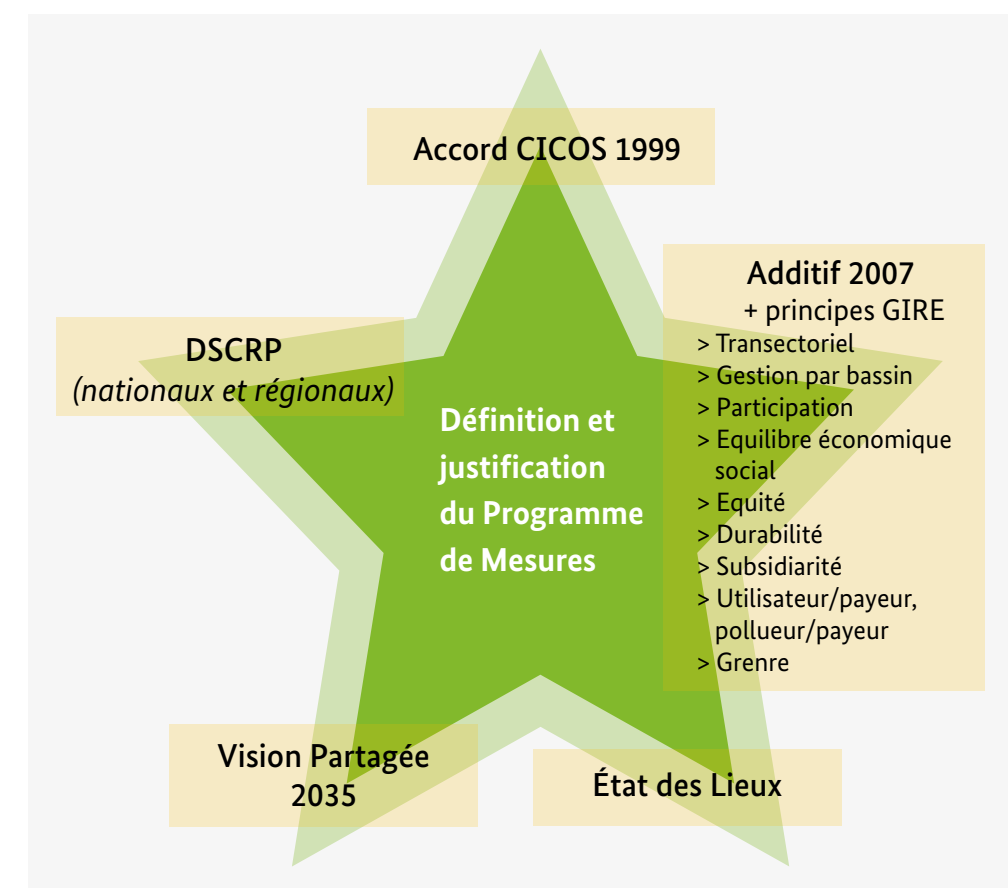 Accord CICOS 1999
Additif 2007
+ principes GIRE
> Transectoriel
> Gestion par bassin
> Participation
> Equilibre économique
social
> Equité
> Durabilité
> Subsidiarité
> Utilisateur/payeur,
pollueur/payeur
> Grenre
DSCRP
(nationaux et régionaux)
Définition et
justification
du Programme
de Mesures
Vision Partagée
2035
État des Lieux